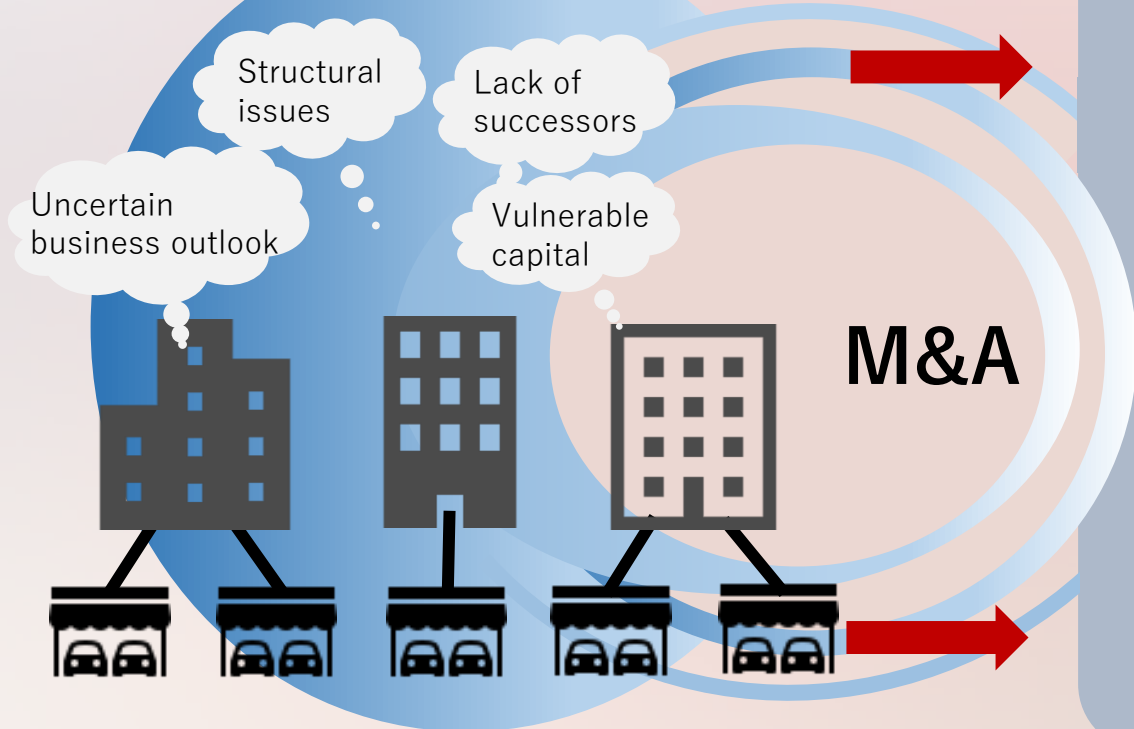 Structural
issues
Lack of
successors
Uncertain
business outlook
Vulnerable
capital
M&A